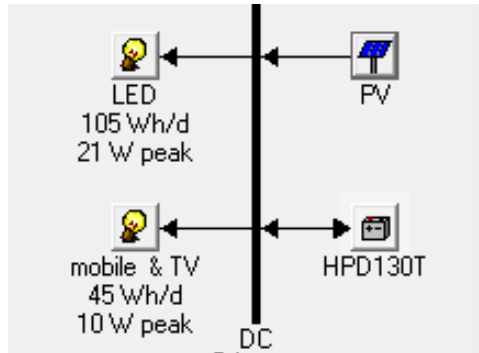 LED
105 Wh/d
21 W peak
PV
mobile & TV
45 Wh/d
10 W peak
HPD130T
DC